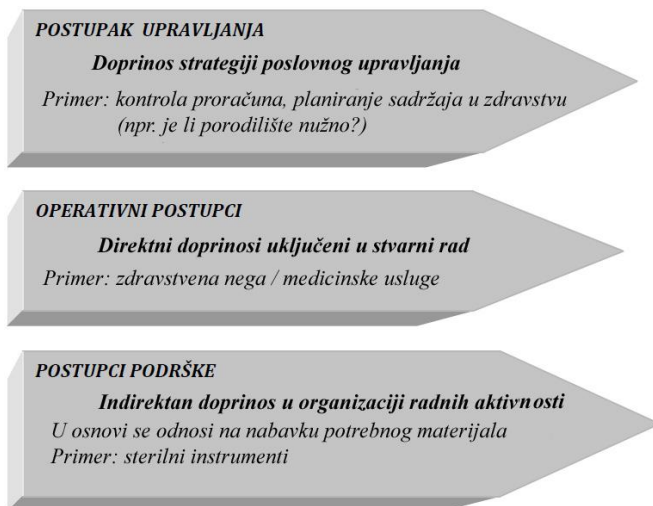 POSTUPAK UPRAVLJANJA
Doprinos strategiji poslovnog upravljanja
Primer: kontrola proračuna, planiranje sadržaja u zdravstvu
(npr. je li porodilište nužno?)
OPERATIVNI POSTUPCI
Direktni doprinosi uključeni u stvarni rad
Primer: zdravstvena nega / medicinske usluge
POSTUPCI PODRŠKE
Indirektan doprinos u organizaciji radnih aktivnosti
U osnovi se odnosi na nabavku potrebnog materijala
Primer: sterilni instrumenti